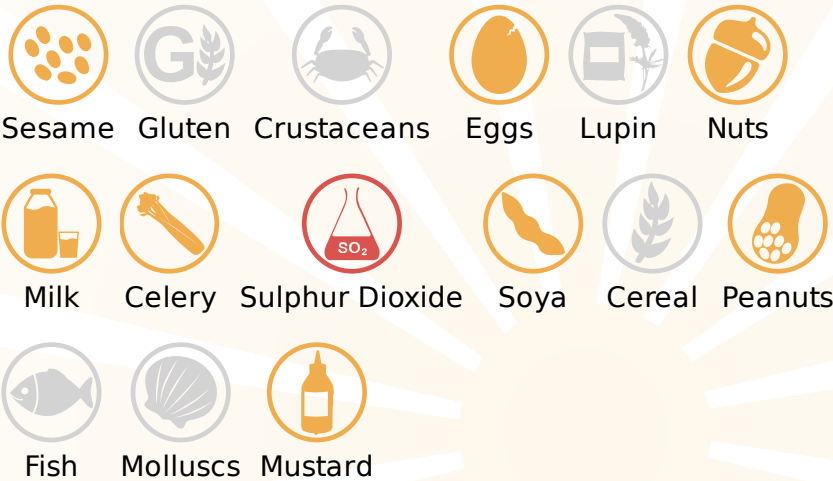 G
Sesame Gluten Crustaceans Eggs Lupin Nuts
SO₂
Milk Celery Sulphur Dioxide Soya Cereal Peanuts
Fish Molluscs Mustard